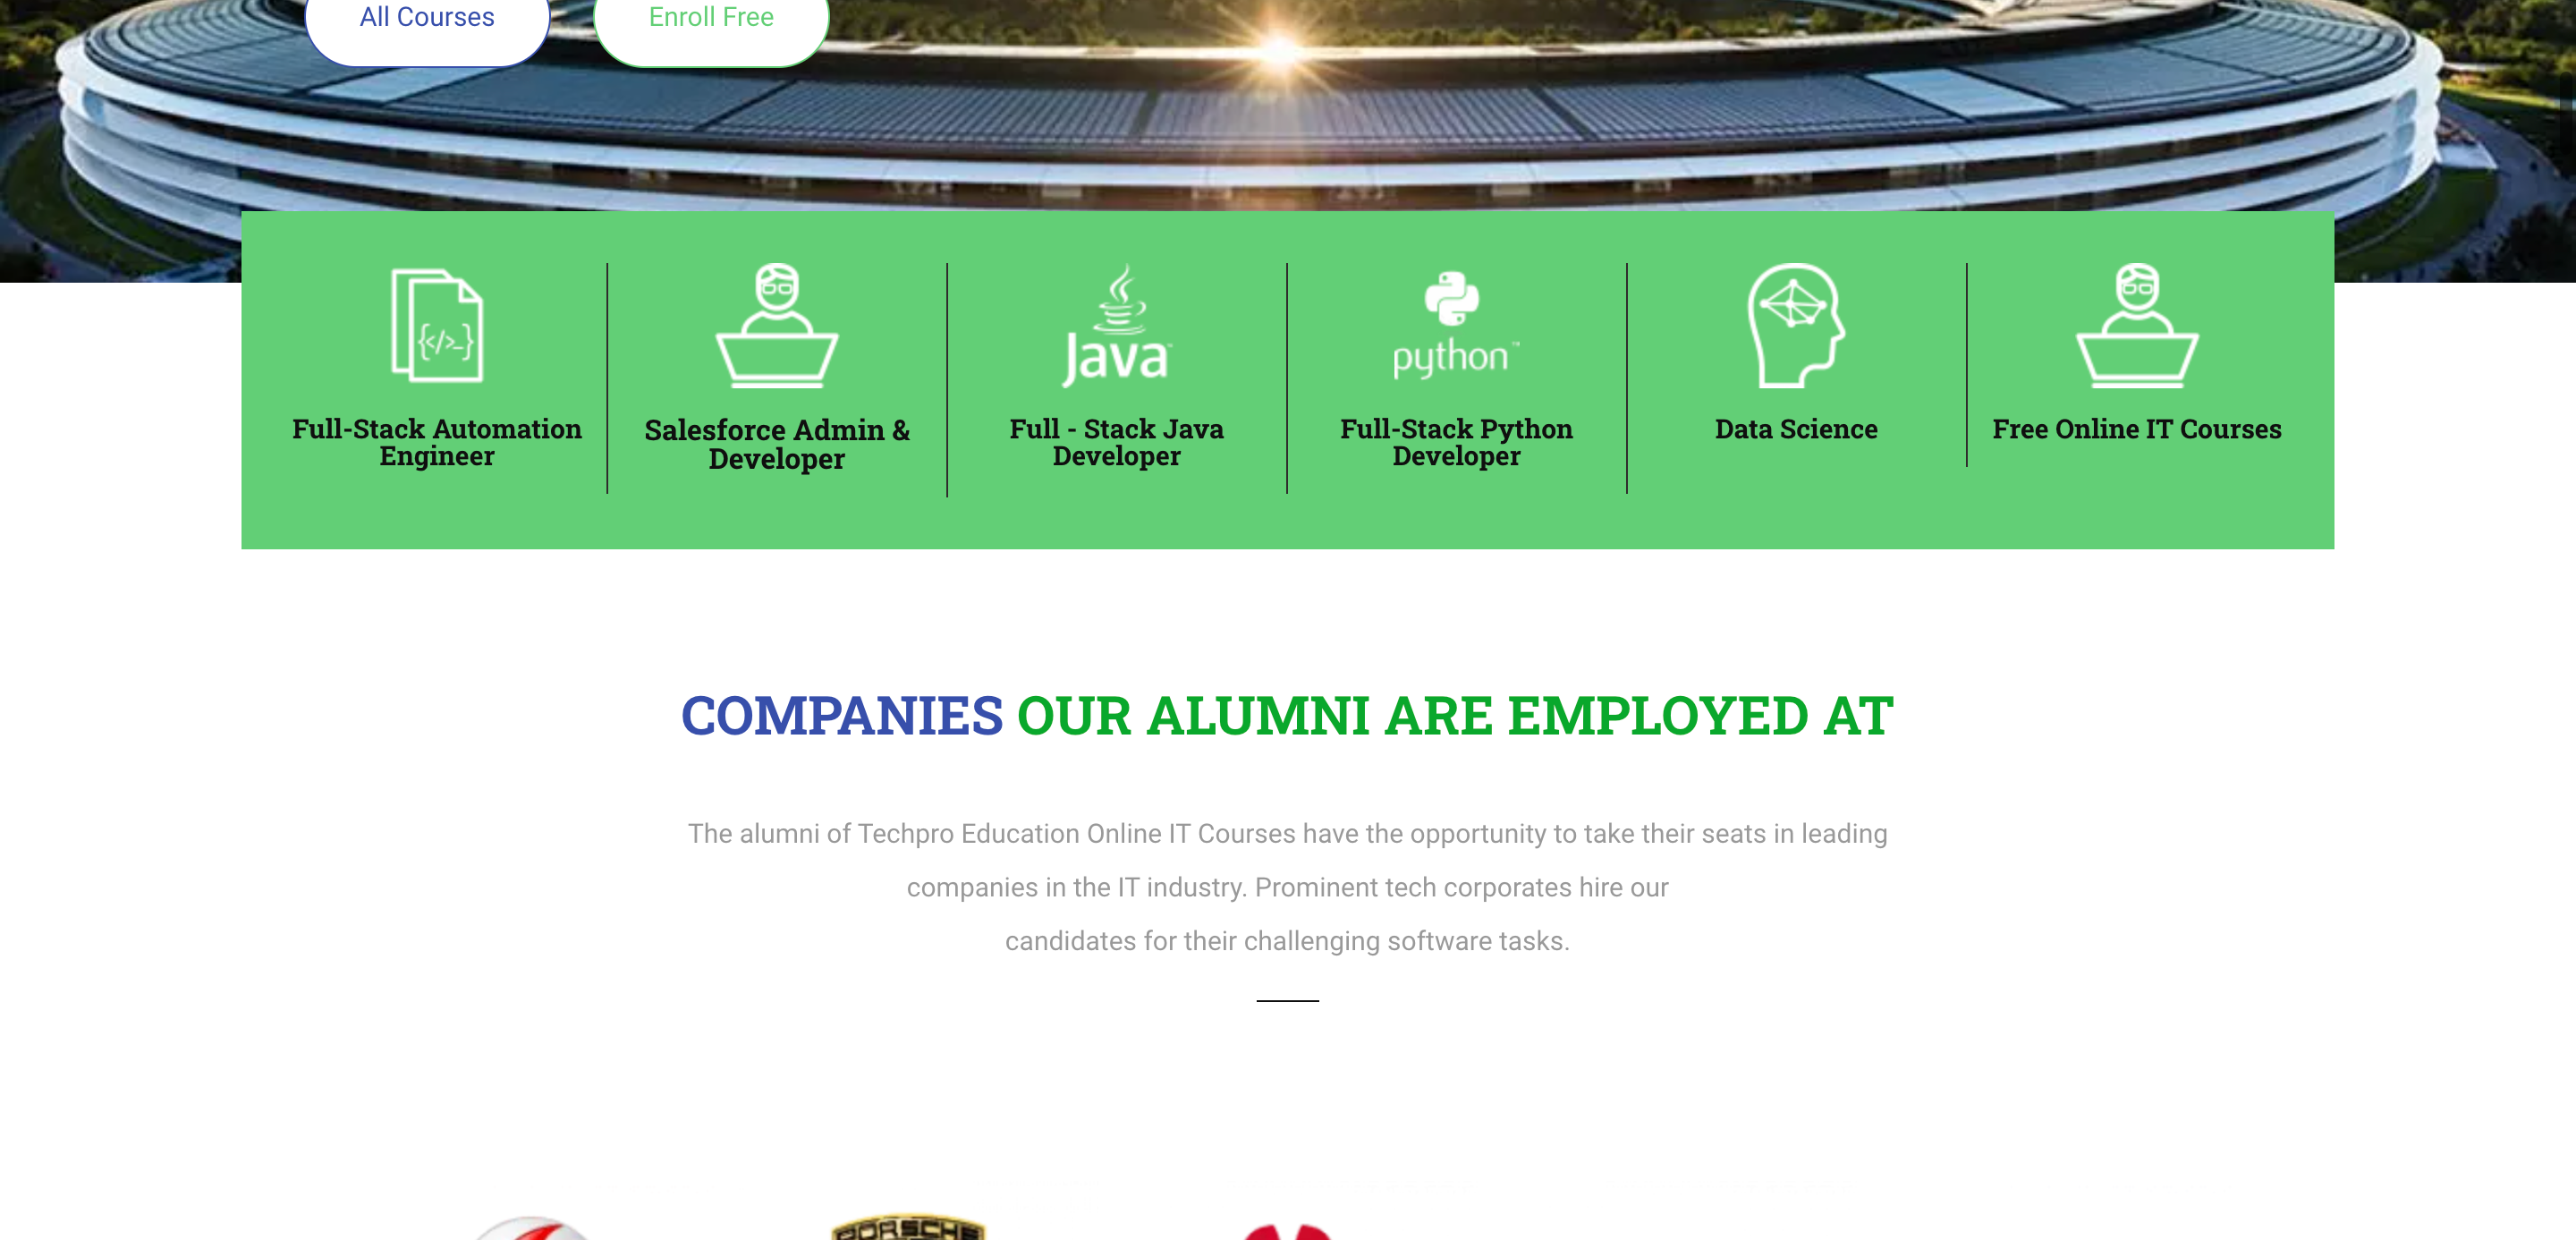 All Courses
Enroll Free
{</>_}
Java
python
Full-Stack Automation
Engineer
Salesforce Admin &
Developer
Full - Stack Java
Developer
Full-Stack Python
Developer
Data Science
Free Online IT Courses
COMPANIES OUR ALUMNI ARE EMPLOYED AT
The alumni of Techpro Education Online IT Courses have the opportunity to take their seats in leading
companies in the IT industry. Prominent tech corporates hire our
candidates for their challenging software tasks.
PORSCHE